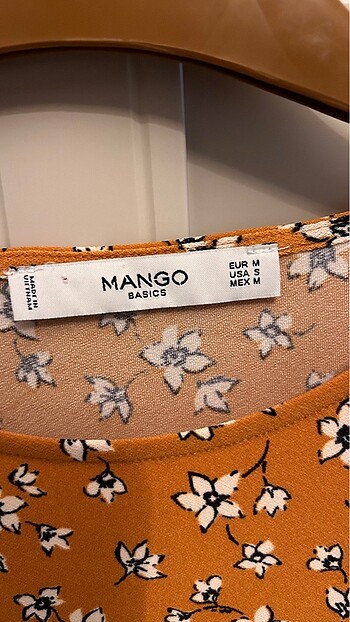 MADE IN
VIETNAM
MANGO
BASICS
EUR M
USA S
MEX M